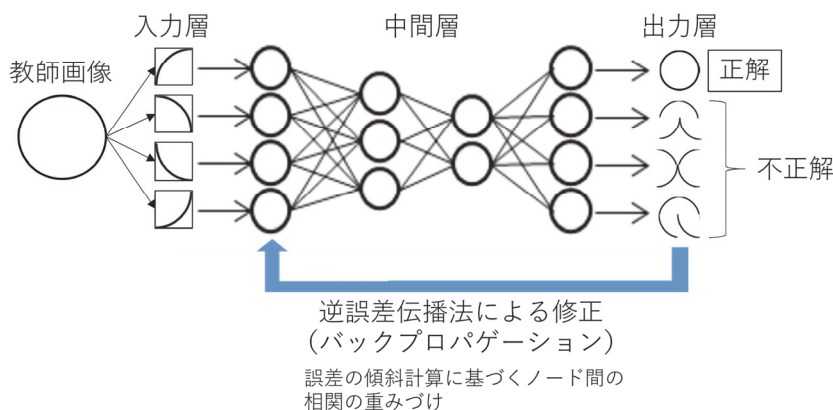 入力層
中間層
出力層
教師画像
正解
不正解
逆誤差伝播法による修正
（バックプロパゲーション）
誤差の傾斜計算に基づくノード間の
相関の重みづけ